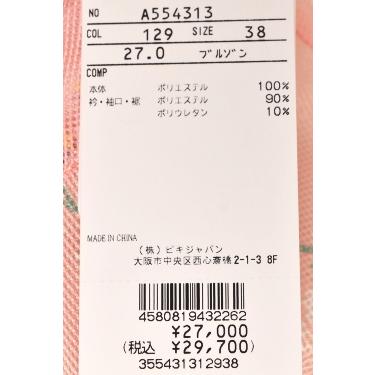 NO A554313
COL 129 SIZE 38
27.0 ブルゾン
COMP
本体 ポリエステル 100%
衿・袖口・裾 ポリエステル 90%
ポリウレタン 10%
MADE IN CHINA
(株)ビキジャパン
大阪市中央区西心斎橋2-1-3 8F
4580819432262
¥27,000
(税込 ¥29,700)
355431312938